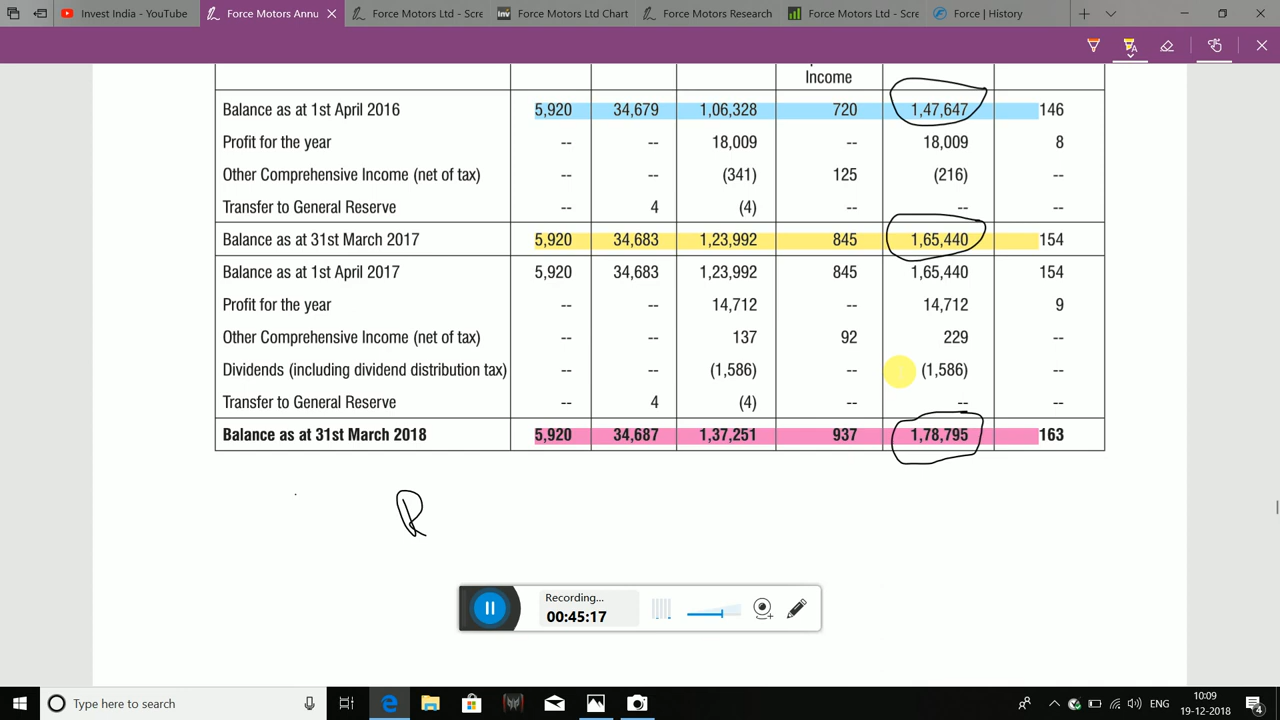 Invest India - YouTube Force Motors Annu Force Motors Ltd - Scre Force Motors Ltd Chart Force Motors Research Force Motors Ltd - Scre Force | History
Income
Balance as at 1st April 2016 5,920 34,679 1,06,328 720 1,47,647 146
Profit for the year -- -- 18,009 -- 18,009 8
Other Comprehensive Income (net of tax) -- -- (341) 125 (216) --
Transfer to General Reserve -- 4 (4) -- -- --
Balance as at 31st March 2017 5,920 34,683 1,23,992 845 1,65,440 154
Balance as at 1st April 2017 5,920 34,683 1,23,992 845 1,65,440 154
Profit for the year -- -- 14,712 -- 14,712 9
Other Comprehensive Income (net of tax) -- -- 137 92 229 --
Dividends (including dividend distribution tax) -- -- (1,586) -- (1,586) --
Transfer to General Reserve -- 4 (4) -- -- --
Balance as at 31st March 2018 5,920 34,687 1,37,251 937 1,78,795 163
R
Recording...
00:45:17
Type here to search ENG 10:09
19-12-2018